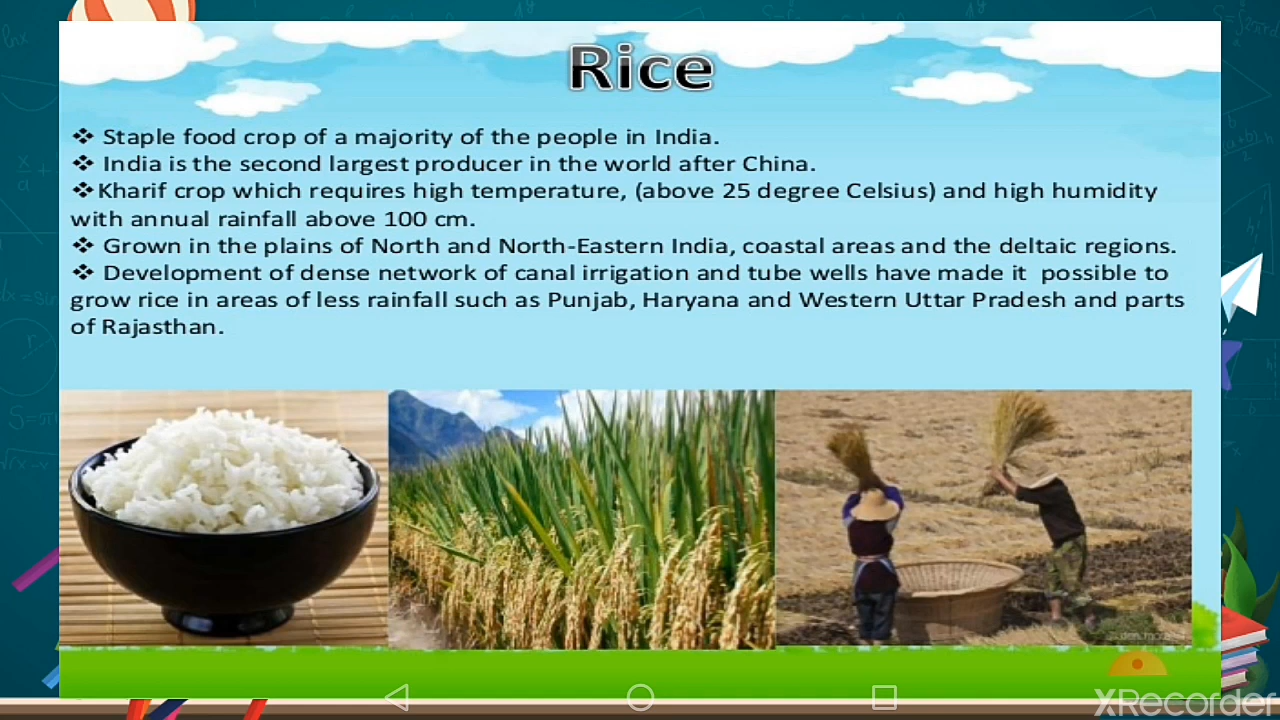 Rice
❖ Staple food crop of a majority of the people in India.
❖ India is the second largest producer in the world after China.
❖Kharif crop which requires high temperature, (above 25 degree Celsius) and high humidity
with annual rainfall above 100 cm.
❖ Grown in the plains of North and North-Eastern India, coastal areas and the deltaic regions.
❖ Development of dense network of canal irrigation and tube wells have made it possible to
grow rice in areas of less rainfall such as Punjab, Haryana and Western Uttar Pradesh and parts
of Rajasthan.
XRecorder